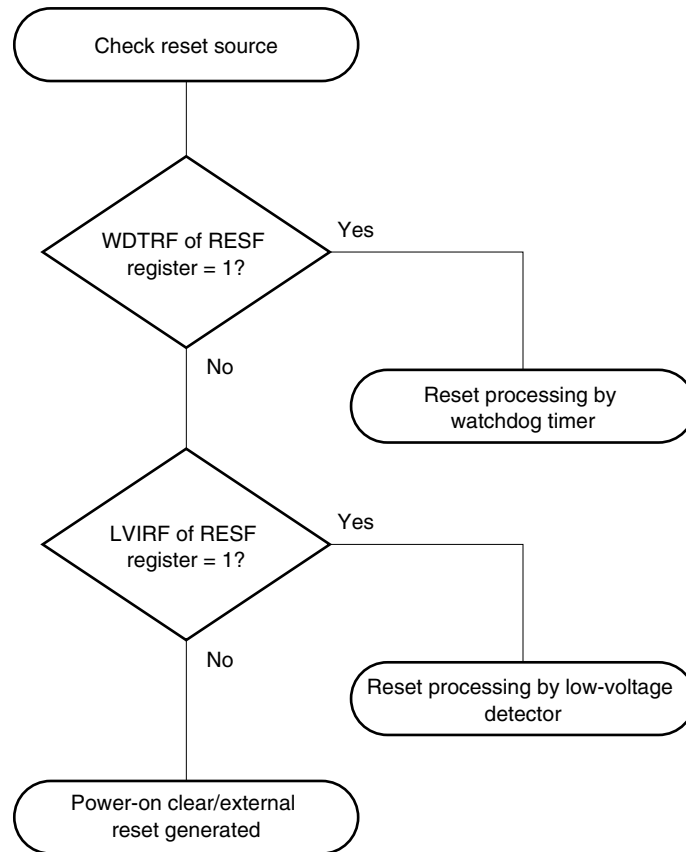 Check reset source
WDTRF of RESF
register = 1?
Yes
No
Reset processing by
watchdog timer
LVIRF of RESF
register = 1?
Yes
No
Reset processing by low-voltage
detector
Power-on clear/external
reset generated